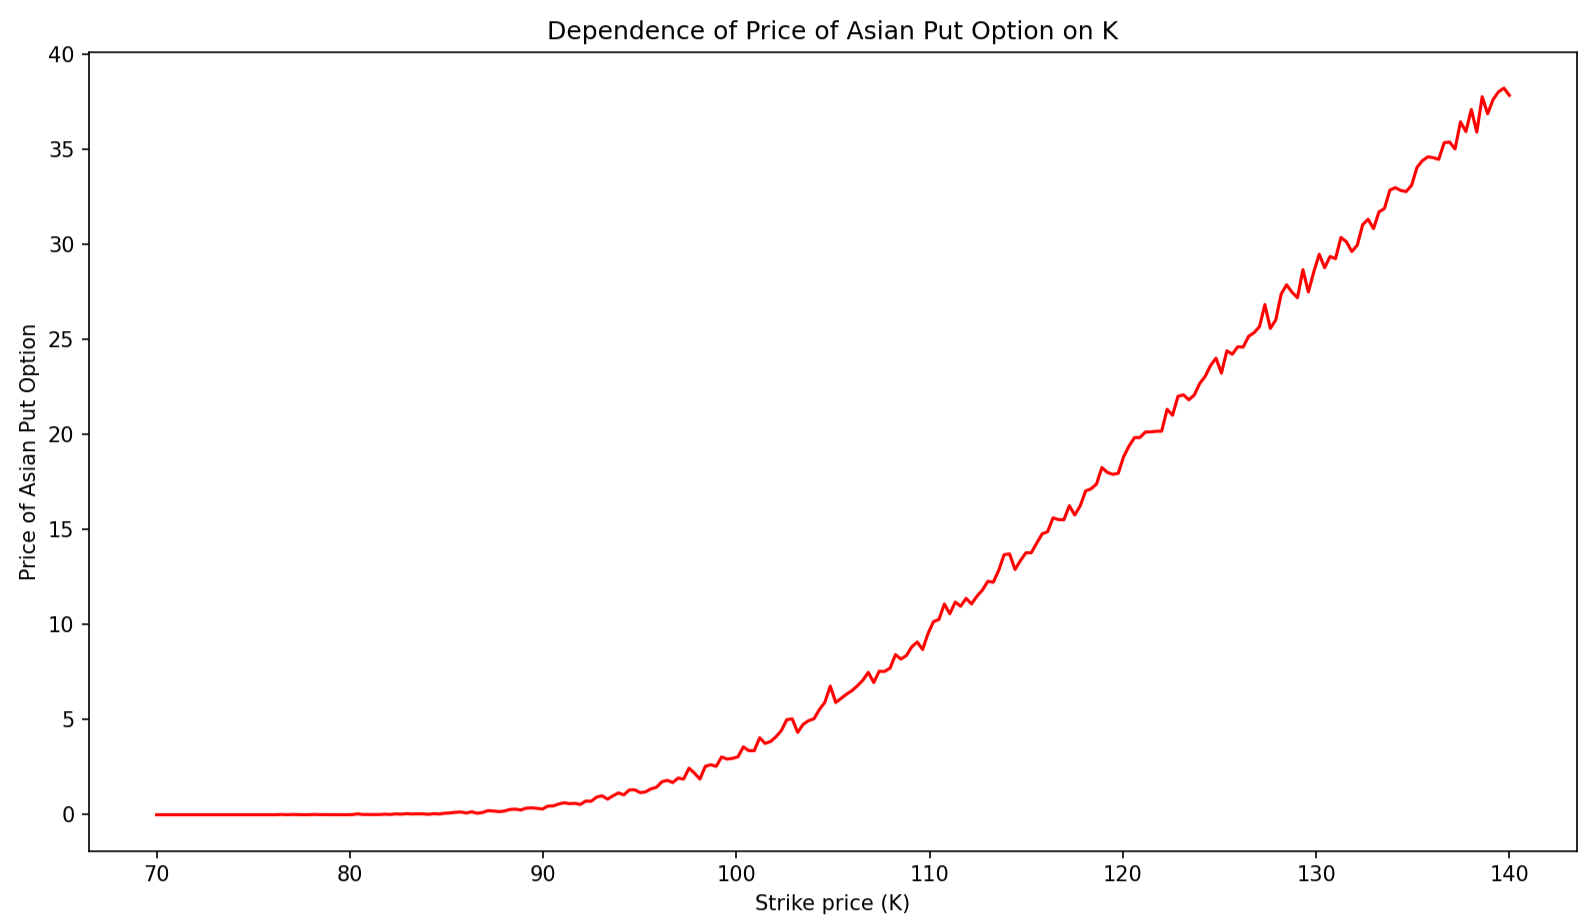 Dependence of Price of Asian Put Option on K
40
35
30
25
20
15
10
5
0
Price of Asian Put Option
70 80 90 100 110 120 130 140
Strike price (K)